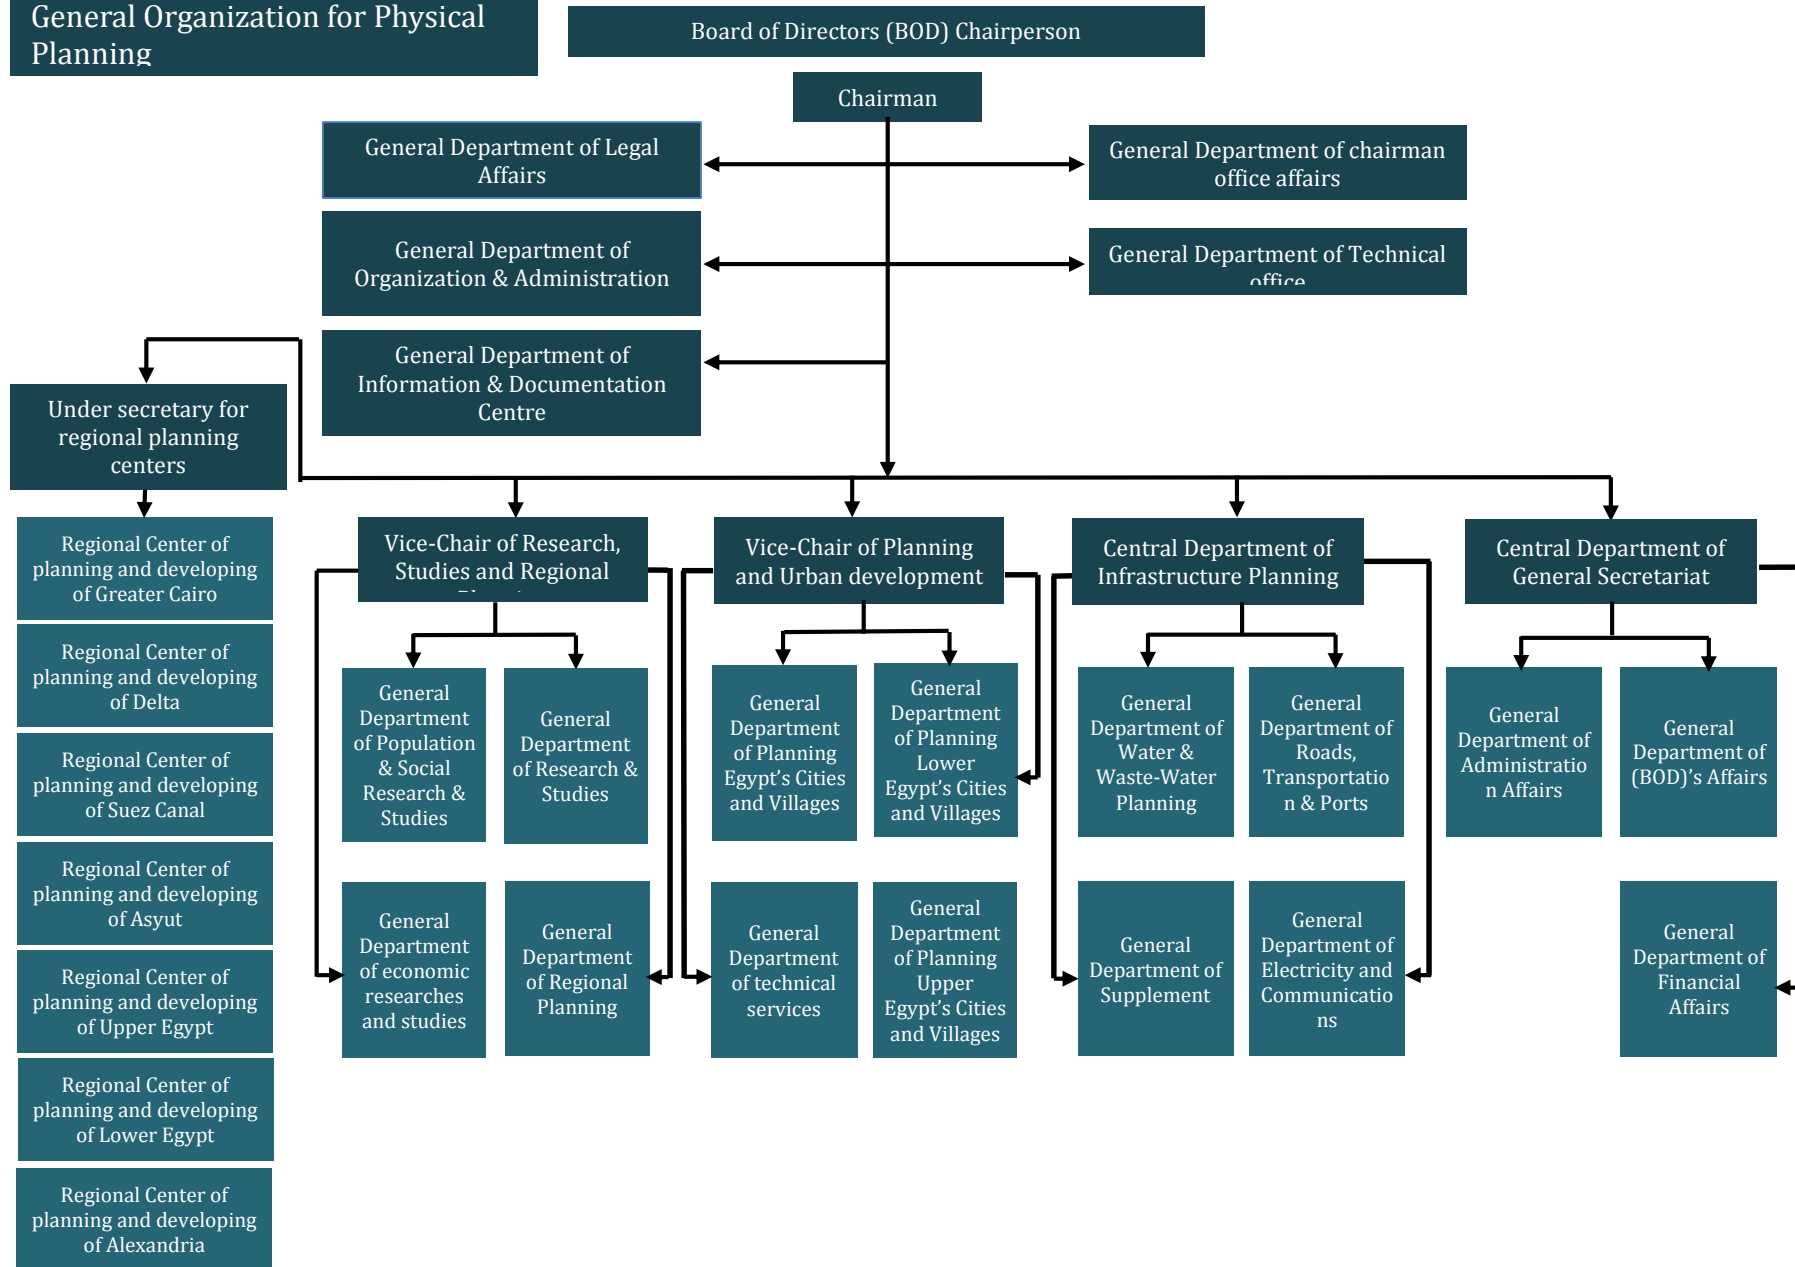 General Organization for Physical
Planning
Board of Directors (BOD) Chairperson
Chairman
General Department of Legal
Affairs
General Department of chairman
office affairs
General Department of
Organization & Administration
General Department of Technical
office
General Department of
Information & Documentation
Centre
Under secretary for
regional planning
centers
Regional Center of
planning and developing
of Greater Cairo
Regional Center of
planning and developing
of Delta
Regional Center of
planning and developing
of Suez Canal
Regional Center of
planning and developing
of Asyut
Regional Center of
planning and developing
of Upper Egypt
Regional Center of
planning and developing
of Lower Egypt
Regional Center of
planning and developing
of Alexandria
Vice-Chair of Research,
Studies and Regional
General
Department
of Population
& Social
Research &
Studies
General
Department
of Research &
Studies
General
Department
of economic
researches
and studies
General
Department
of Regional
Planning
Vice-Chair of Planning
and Urban development
General
Department
of Planning
Egypt’s Cities
and Villages
General
Department
of Planning
Lower
Egypt’s Cities
and Villages
General
Department
of technical
services
General
Department
of Planning
Upper
Egypt’s Cities
and Villages
Central Department of
Infrastructure Planning
General
Department of
Water &
Waste-Water
Planning
General
Department of
Roads,
Transportatio
n & Ports
General
Department of
Supplement
General
Department of
Electricity and
Communicatio
ns
Central Department of
General Secretariat
General
Department of
Administratio
n Affairs
General
Department of
(BOD)’s Affairs
General
Department of
Financial
Affairs